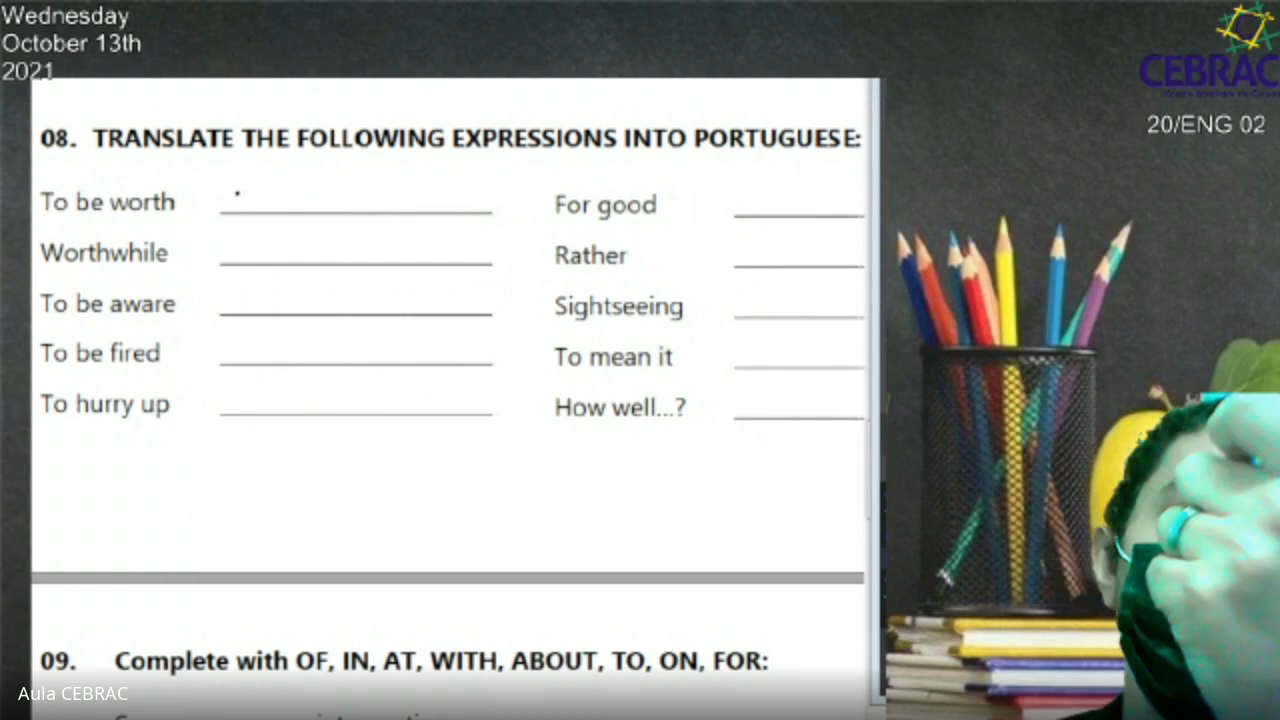 Wednesday
October 13th
2021
CEBRAC
20/ENG 02
08. TRANSLATE THE FOLLOWING EXPRESSIONS INTO PORTUGUESE:
To be worth
For good
Worthwhile
Rather
To be aware
Sightseeing
To be fired
To mean it
To hurry up
How well...?
09. Complete with OF, IN, AT, WITH, ABOUT, TO, ON, FOR:
Aula CEBRAC